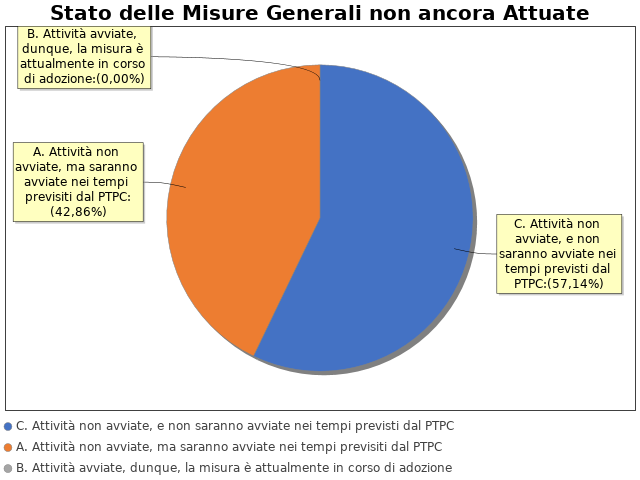 Stato delle Misure Generali non ancora Attuate
B. Attività avviate,
dunque, la misura è
attualmente in corso
di adozione:(0,00%)
A. Attività non
avviate, ma saranno
avviate nei tempi
previsiti dal PTPC:
(42,86%)
C. Attività non
avviate, e non
saranno avviate nei
tempi previsti dal
PTPC:(57,14%)
C. Attività non avviate, e non saranno avviate nei tempi previsti dal PTPC
A. Attività non avviate, ma saranno avviate nei tempi previsiti dal PTPC
B. Attività avviate, dunque, la misura è attualmente in corso di adozione